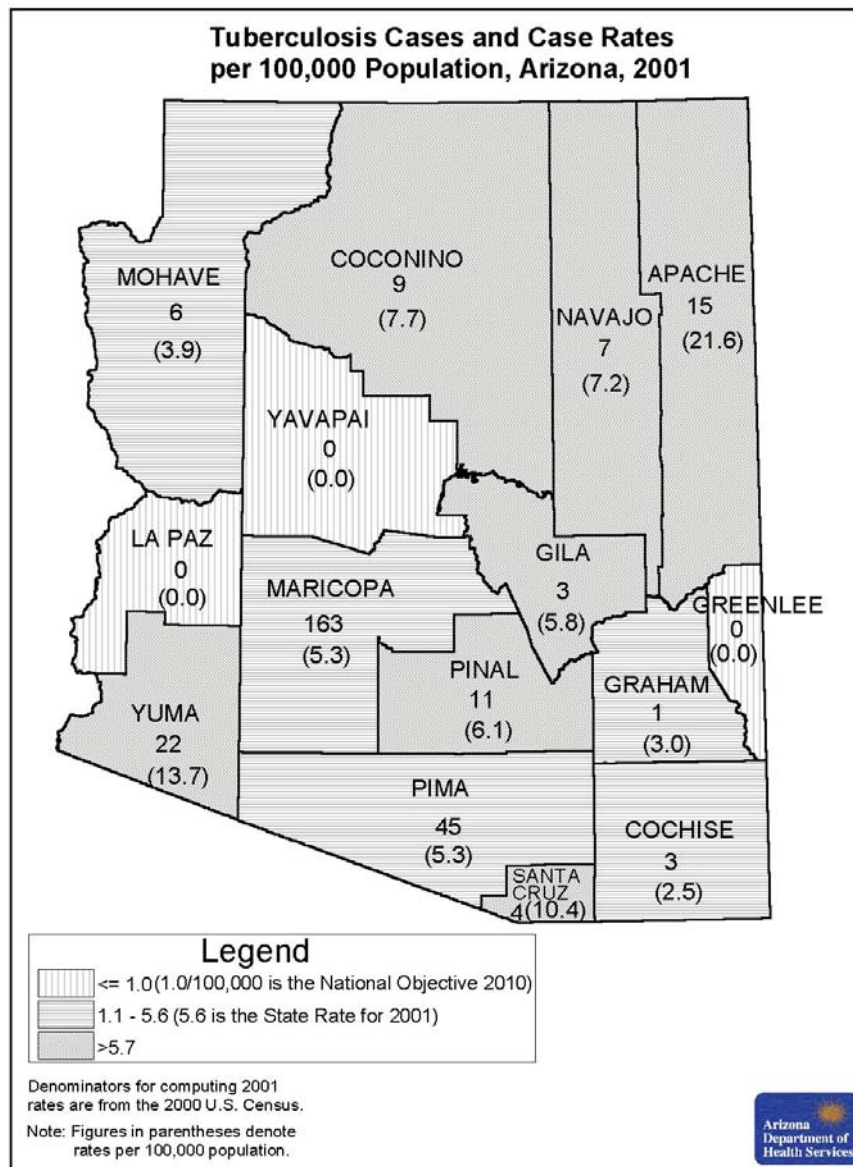 Tuberculosis Cases and Case Rates
per 100,000 Population, Arizona, 2001
MOHAVE
6
(3.9)
COCONINO
9
(7.7)
NAVAJO
7
(7.2)
APACHE
15
(21.6)
YAVAPAI
0
(0.0)
LA PAZ
0
(0.0)
MARICOPA
163
(5.3)
GILA
3
(5.8)
GREENLEE
0
(0.0)
YUMA
22
(13.7)
PINAL
11
(6.1)
GRAHAM
1
(3.0)
PIMA
45
(5.3)
SANTA
CRUZ
4(10.4)
COCHISE
3
(2.5)
Legend
<= 1.0 (1.0/100,000 is the National Objective 2010)
1.1 - 5.6 (5.6 is the State Rate for 2001)
>5.7
Denominators for computing 2001
rates are from the 2000 U.S. Census.
Note: Figures in parentheses denote
rates per 100,000 population.
Arizona
Department of
Health Services